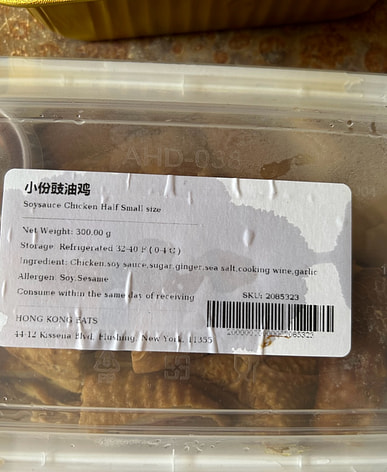 AHD-038
小份豉油鸡
Soysauce Chicken Half Small size
Net Weight: 300.00 g
Storage: Refrigerated 32-40 F ( 0-4 C )
Ingredient: Chicken,soy sauce,sugar,ginger,sea salt,cooking wine,garlic
Allergen: Soy,Sesame
Consume within the same day of receiving
SKU: 2085323
HONG KONG EATS
44-12 Kissena Blvd, Flushing, New York, 11355